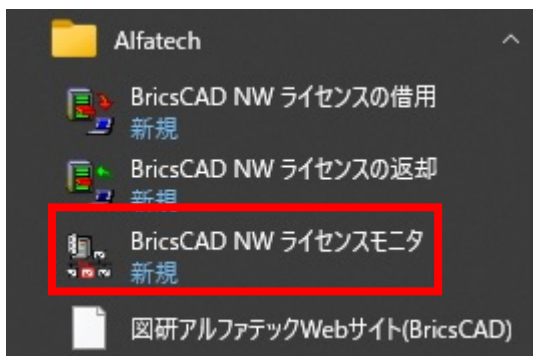 Alfatech
BricsCAD NW ライセンスの借用
新規
BricsCAD NW ライセンスの返却
新規
BricsCAD NW ライセンスモニタ
新規
図研アルファテックWebサイト(BricsCAD)